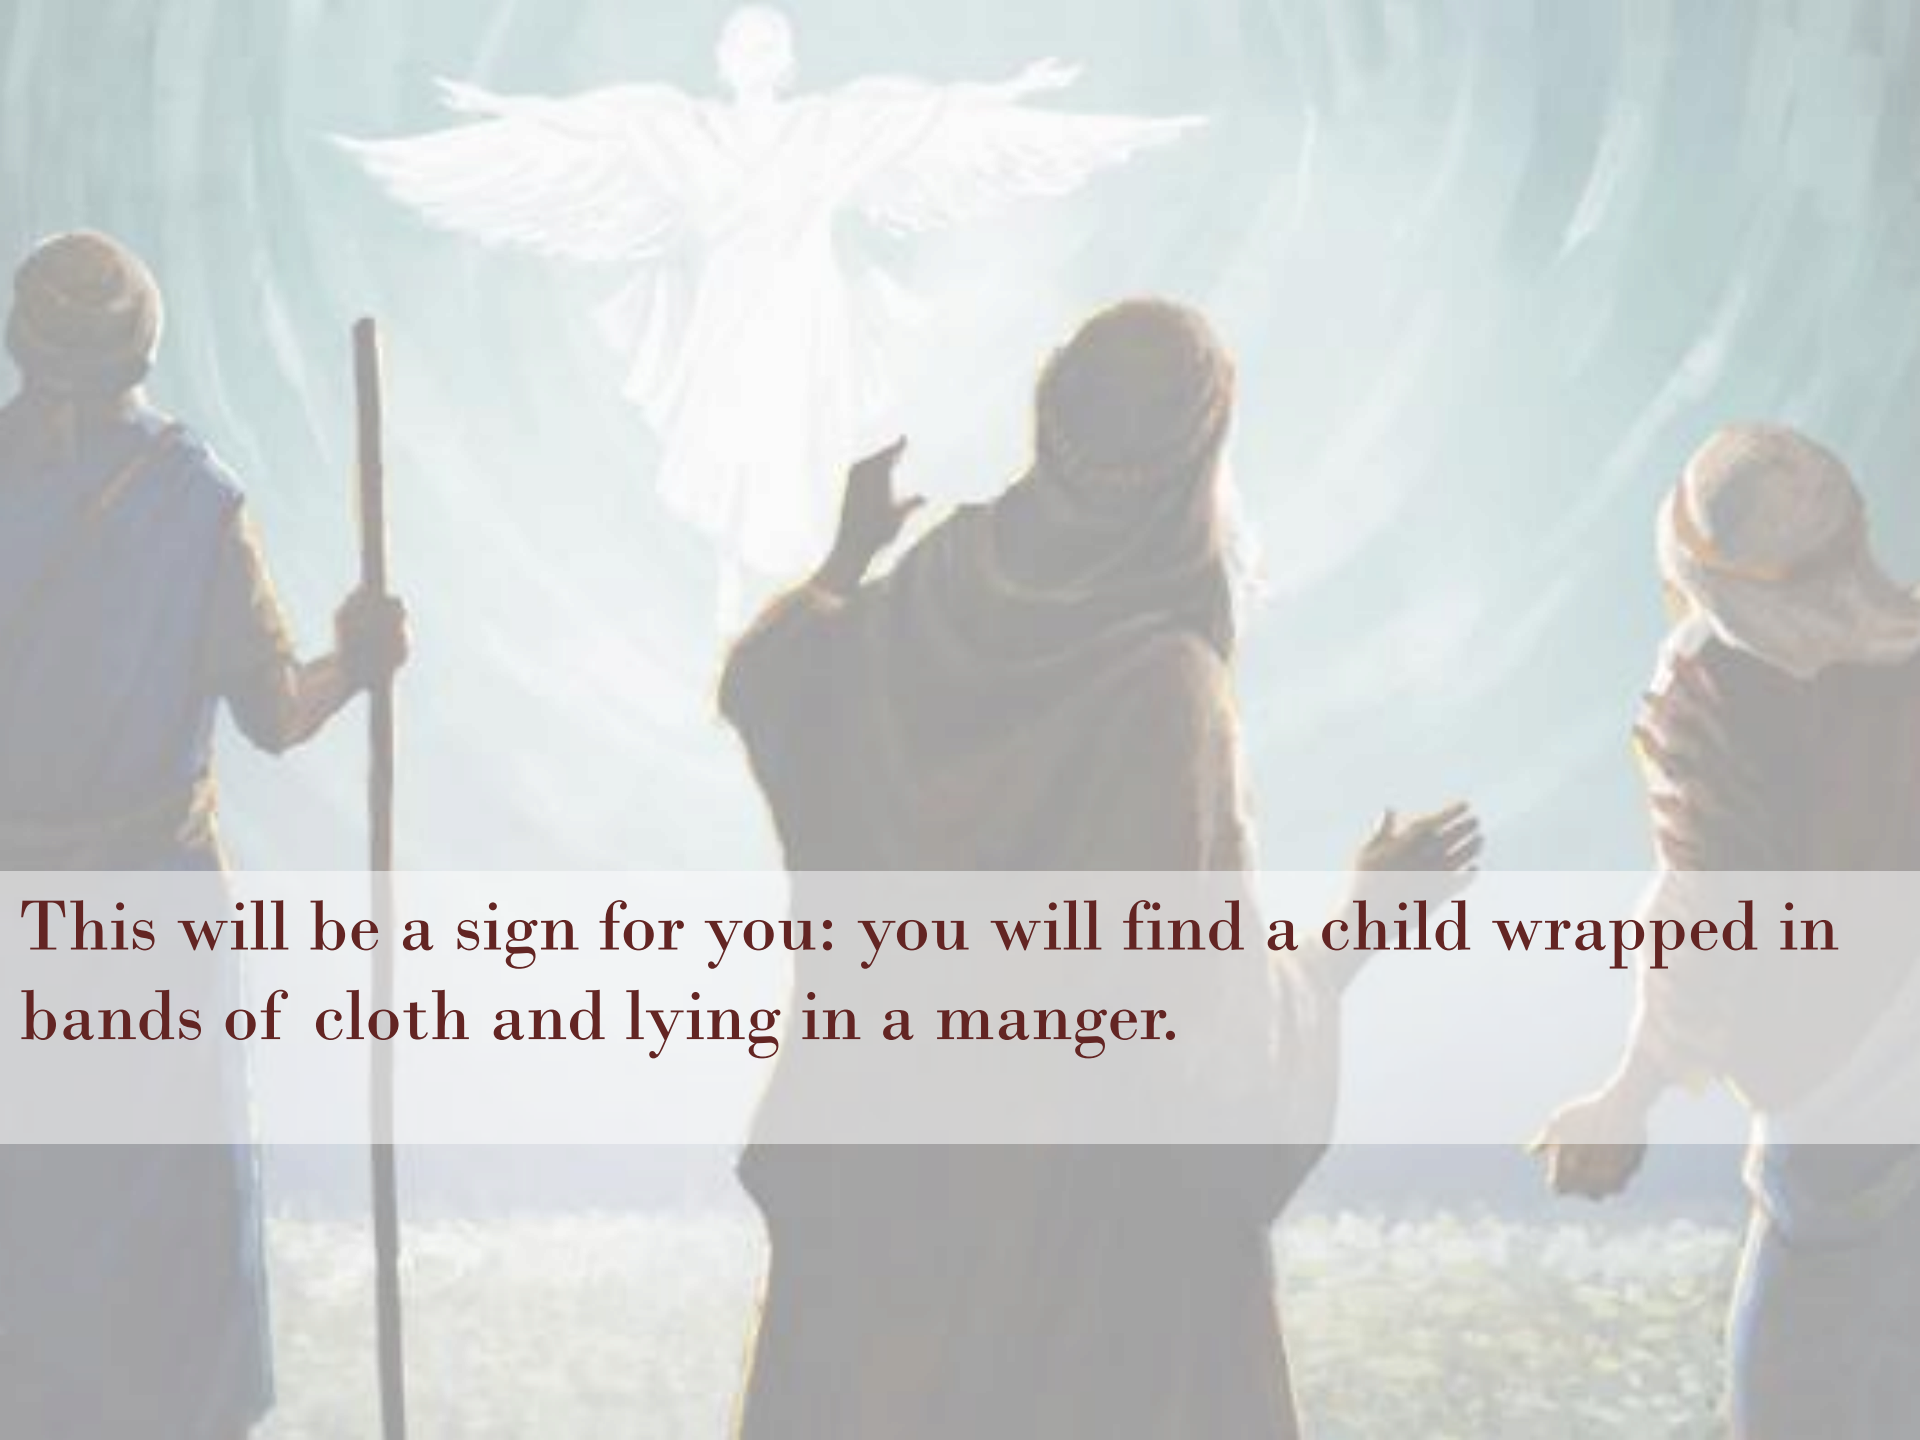 This will be a sign for you: you will find a child wrapped in
bands of cloth and lying in a manger.